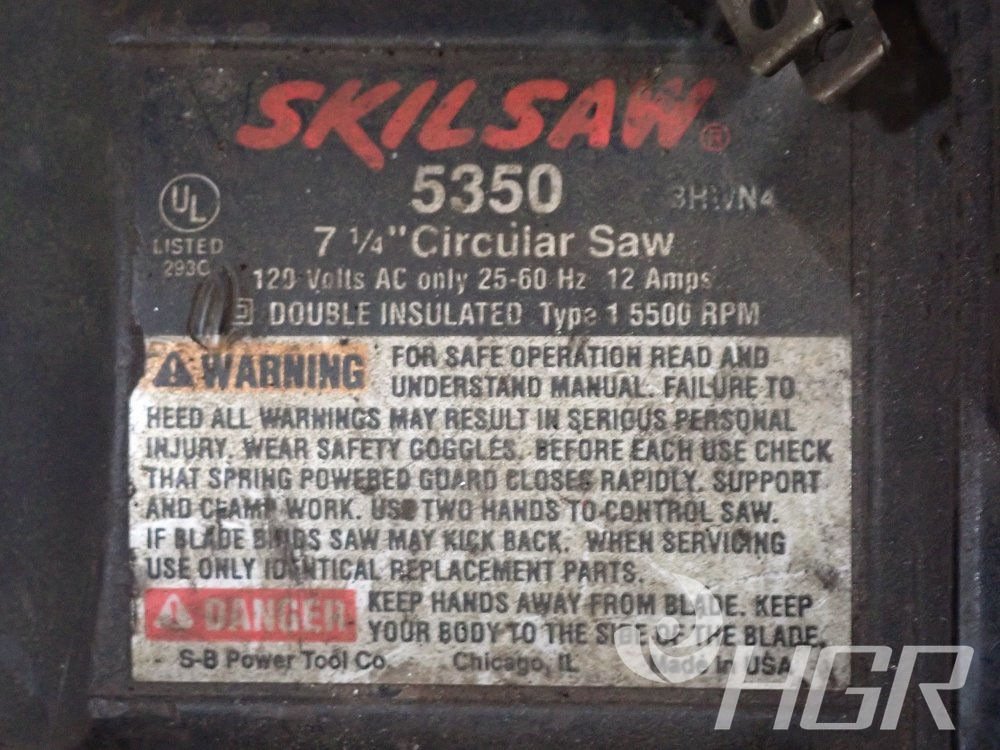 SKILSAW®
5350
3HWN4
UL
LISTED
293C
7 1/4" Circular Saw
120 Volts AC only 25-60 Hz 12 Amps
DOUBLE INSULATED Type 1 5500 RPM
WARNING FOR SAFE OPERATION READ AND
UNDERSTAND MANUAL. FAILURE TO
HEED ALL WARNINGS MAY RESULT IN SERIOUS PERSONAL
INJURY. WEAR SAFETY GOGGLES. BEFORE EACH USE CHECK
THAT SPRING POWERED GUARD CLOSES RAPIDLY. SUPPORT
AND CLAMP WORK. USE TWO HANDS TO CONTROL SAW.
IF BLADE BINDS SAW MAY KICK BACK. WHEN SERVICING
USE ONLY IDENTICAL REPLACEMENT PARTS.
DANGER KEEP HANDS AWAY FROM BLADE. KEEP
YOUR BODY TO THE SIDE OF THE BLADE.
S-B Power Tool Co. Chicago, IL Made in USA
HGR